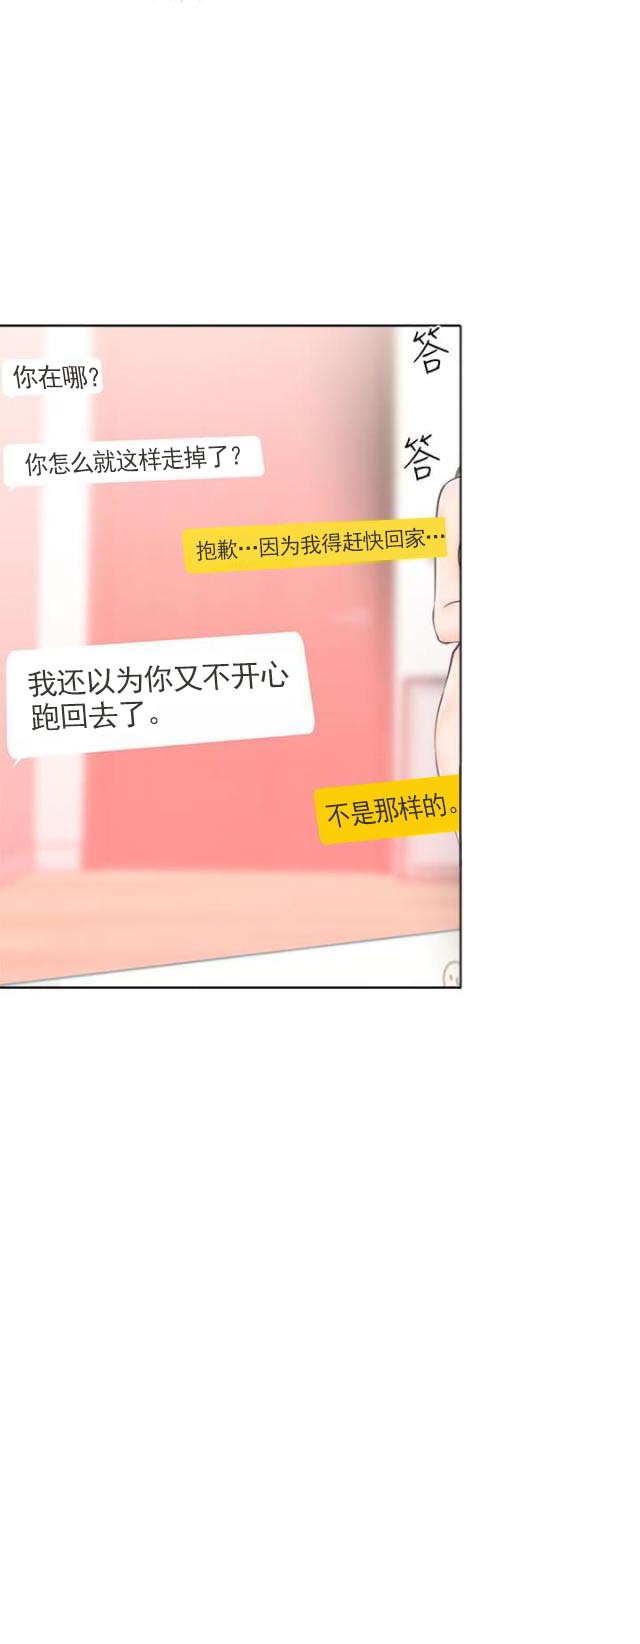 答
你在哪？
答
你怎么就这样走掉了？
抱歉…因为我得赶快回家…
我还以为你又不开心
跑回去了。
不是那样的。